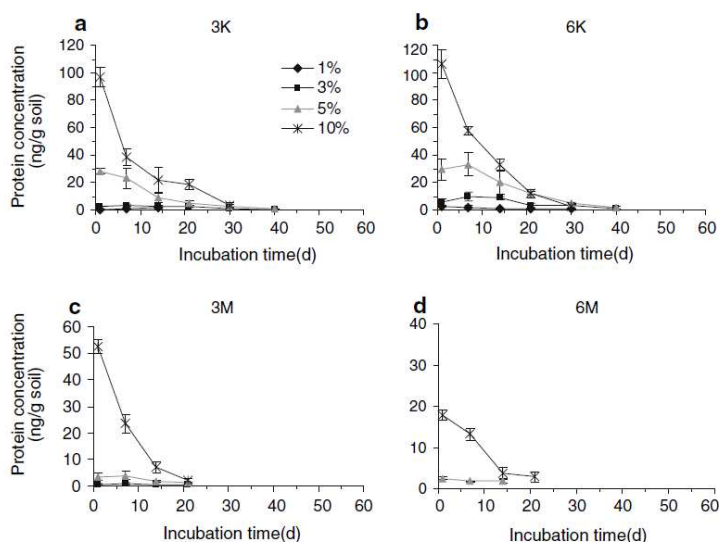 a 3K
b 6K
120
100
80
60
40
20
0
1%
3%
5%
10%
0 10 20 30 40 50 60
Incubation time(d)
Protein concentration
(ng/g soil)
120
100
80
60
40
20
0
0 10 20 30 40 50 60
Incubation time(d)
c 3M
d 6M
60
50
40
30
20
10
0
0 10 20 30 40 50 60
Incubation time(d)
Protein concentration
(ng/g soil)
40
30
20
10
0
0 10 20 30 40 50 60
Incubation time(d)